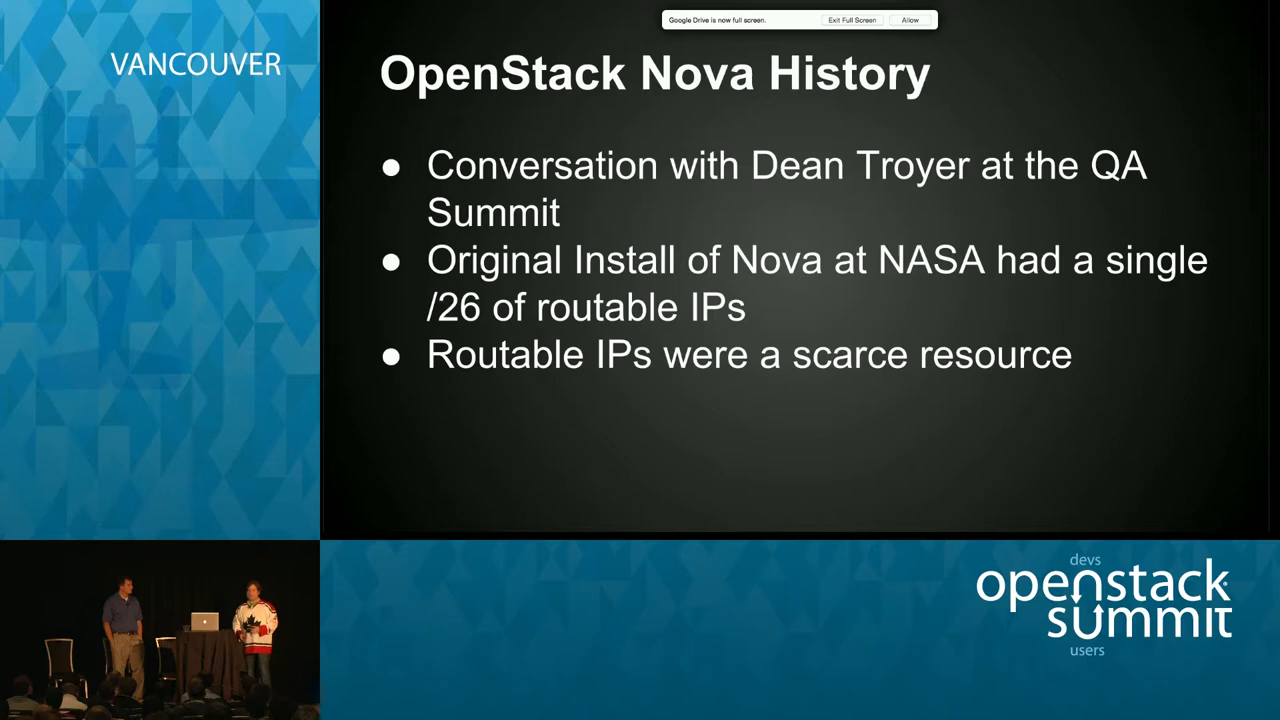 VANCOUVER
Google Drive is now full screen.
Exit Full Screen
Allow
OpenStack Nova History
● Conversation with Dean Troyer at the QA
Summit
● Original Install of Nova at NASA had a single
/26 of routable IPs
● Routable IPs were a scarce resource
devs
openstack
summit
users